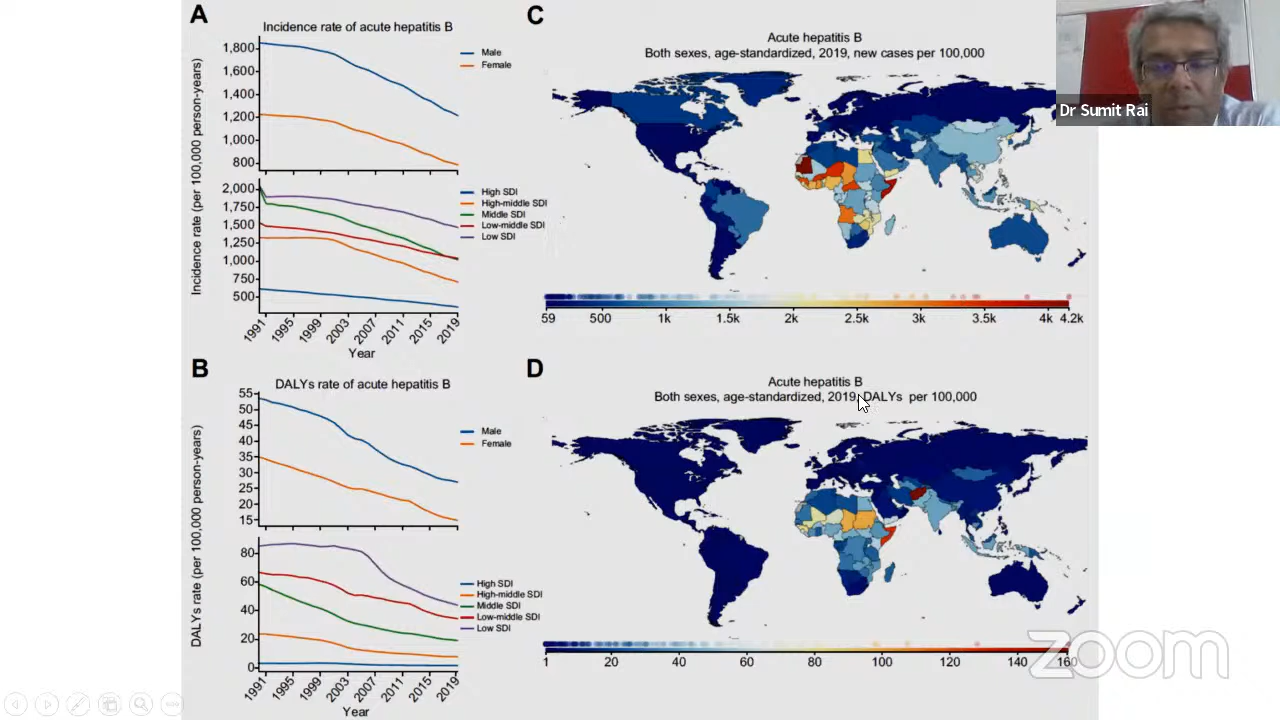 A
Incidence rate of acute hepatitis B
Incidence rate (per 100,000 person-years)
1,800
1,600
1,400
1,200
1,000
800
Male
Female
2,000
1,750
1,500
1,250
1,000
750
500
High SDI
High-middle SDI
Middle SDI
Low-middle SDI
Low SDI
1991 1995 1999 2003 2007 2011 2015 2019
Year
C
Acute hepatitis B
Both sexes, age-standardized, 2019, new cases per 100,000
59 500 1k 1.5k 2k 2.5k 3k 3.5k 4k 4.2k
Dr Sumit Rai
B
DALYs rate of acute hepatitis B
DALYs rate (per 100,000 person-years)
55
50
45
40
35
30
25
20
15
Male
Female
80
60
40
20
0
High SDI
High-middle SDI
Middle SDI
Low-middle SDI
Low SDI
1991 1995 1999 2003 2007 2011 2015 2019
Year
D
Acute hepatitis B
Both sexes, age-standardized, 2019, DALYs per 100,000
1 20 40 60 80 100 120 140 160
zoom